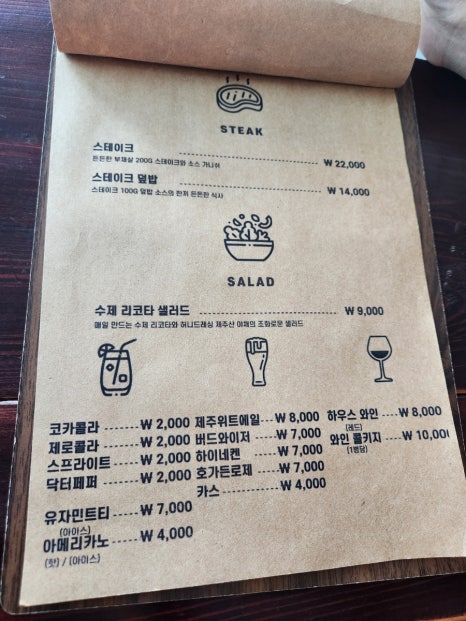 STEAK
스테이크 ₩ 22,000
든든한 부채살 200G 스테이크와 소스 가니쉬
스테이크 덮밥 ₩ 14,000
스테이크 100G 덮밥 소스의 한끼 든든한 식사
SALAD
수제 리코타 샐러드 ₩ 9,000
매일 만드는 수제 리코타와 허니드레싱 제주산 야채의 조화로운 샐러드
코카콜라 ₩ 2,000
제로콜라 ₩ 2,000
스프라이트 ₩ 2,000
닥터페퍼 ₩ 2,000
유자민트티 ₩ 7,000
(아이스)
아메리카노 ₩ 4,000
(핫) / (아이스)
제주위트에일 ₩ 8,000
버드와이저 ₩ 7,000
하이네켄 ₩ 7,000
호가든로제 ₩ 7,000
카스 ₩ 4,000
하우스 와인 ₩ 8,000
(레드)
와인 콜키지 ₩ 10,00
(1병당)